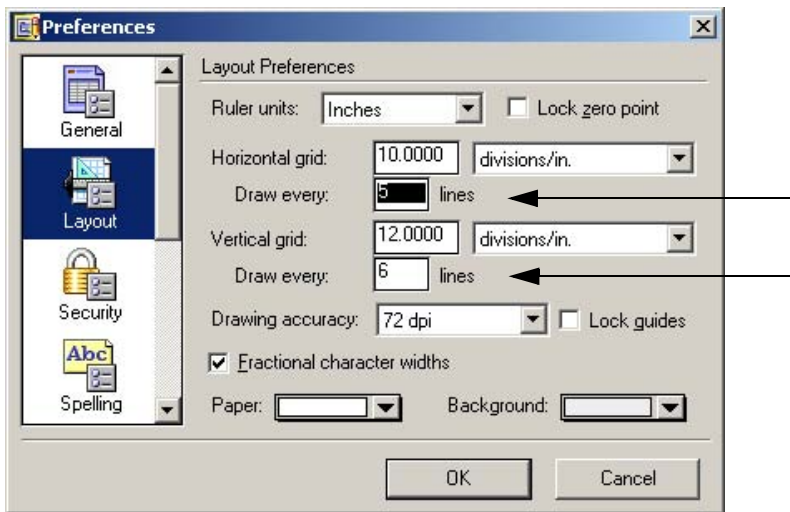 Preferences
General
Layout
Security
Abc
Spelling
Layout Preferences
Ruler units: Inches Lock zero point
Horizontal grid: 10.0000 divisions/in.
Draw every: 5 lines
Vertical grid: 12.0000 divisions/in.
Draw every: 6 lines
Drawing accuracy: 72 dpi Lock guides
Fractional character widths
Paper: Background:
OK Cancel